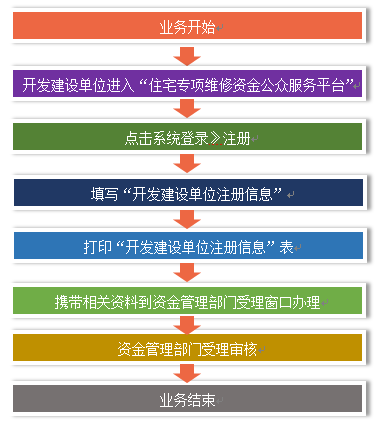 业务开始
开发建设单位进入“住宅专项维修资金公众服务平台”
点击系统登录》注册
填写“开发建设单位注册信息”
打印“开发建设单位注册信息”表
携带相关资料到资金管理部门受理窗口办理
资金管理部门受理审核
业务结束